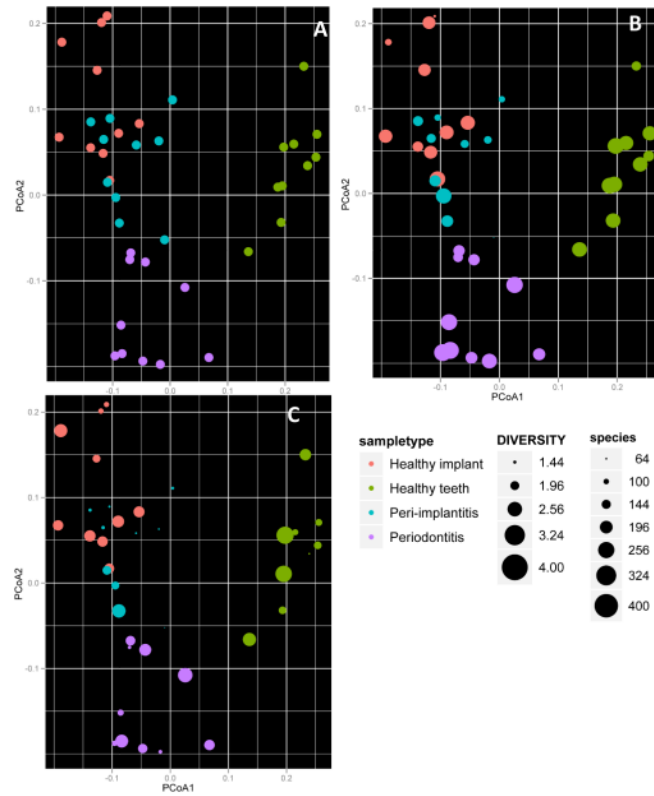 A
0.2
0.1
PCoA2
0.0
-0.1
-0.1
0.0
0.1
0.2
B
0.2
0.1
PCoA2
0.0
-0.1
-0.1
0.0
0.1
0.2
PCoA1
C
0.2
0.1
PCoA2
0.0
-0.1
-0.1
0.0
0.1
0.2
PCoA1
sampletype
Healthy implant
Healthy teeth
Peri-implantitis
Periodontitis
DIVERSITY
1.44
1.96
2.56
3.24
4.00
species
64
100
144
196
256
324
400